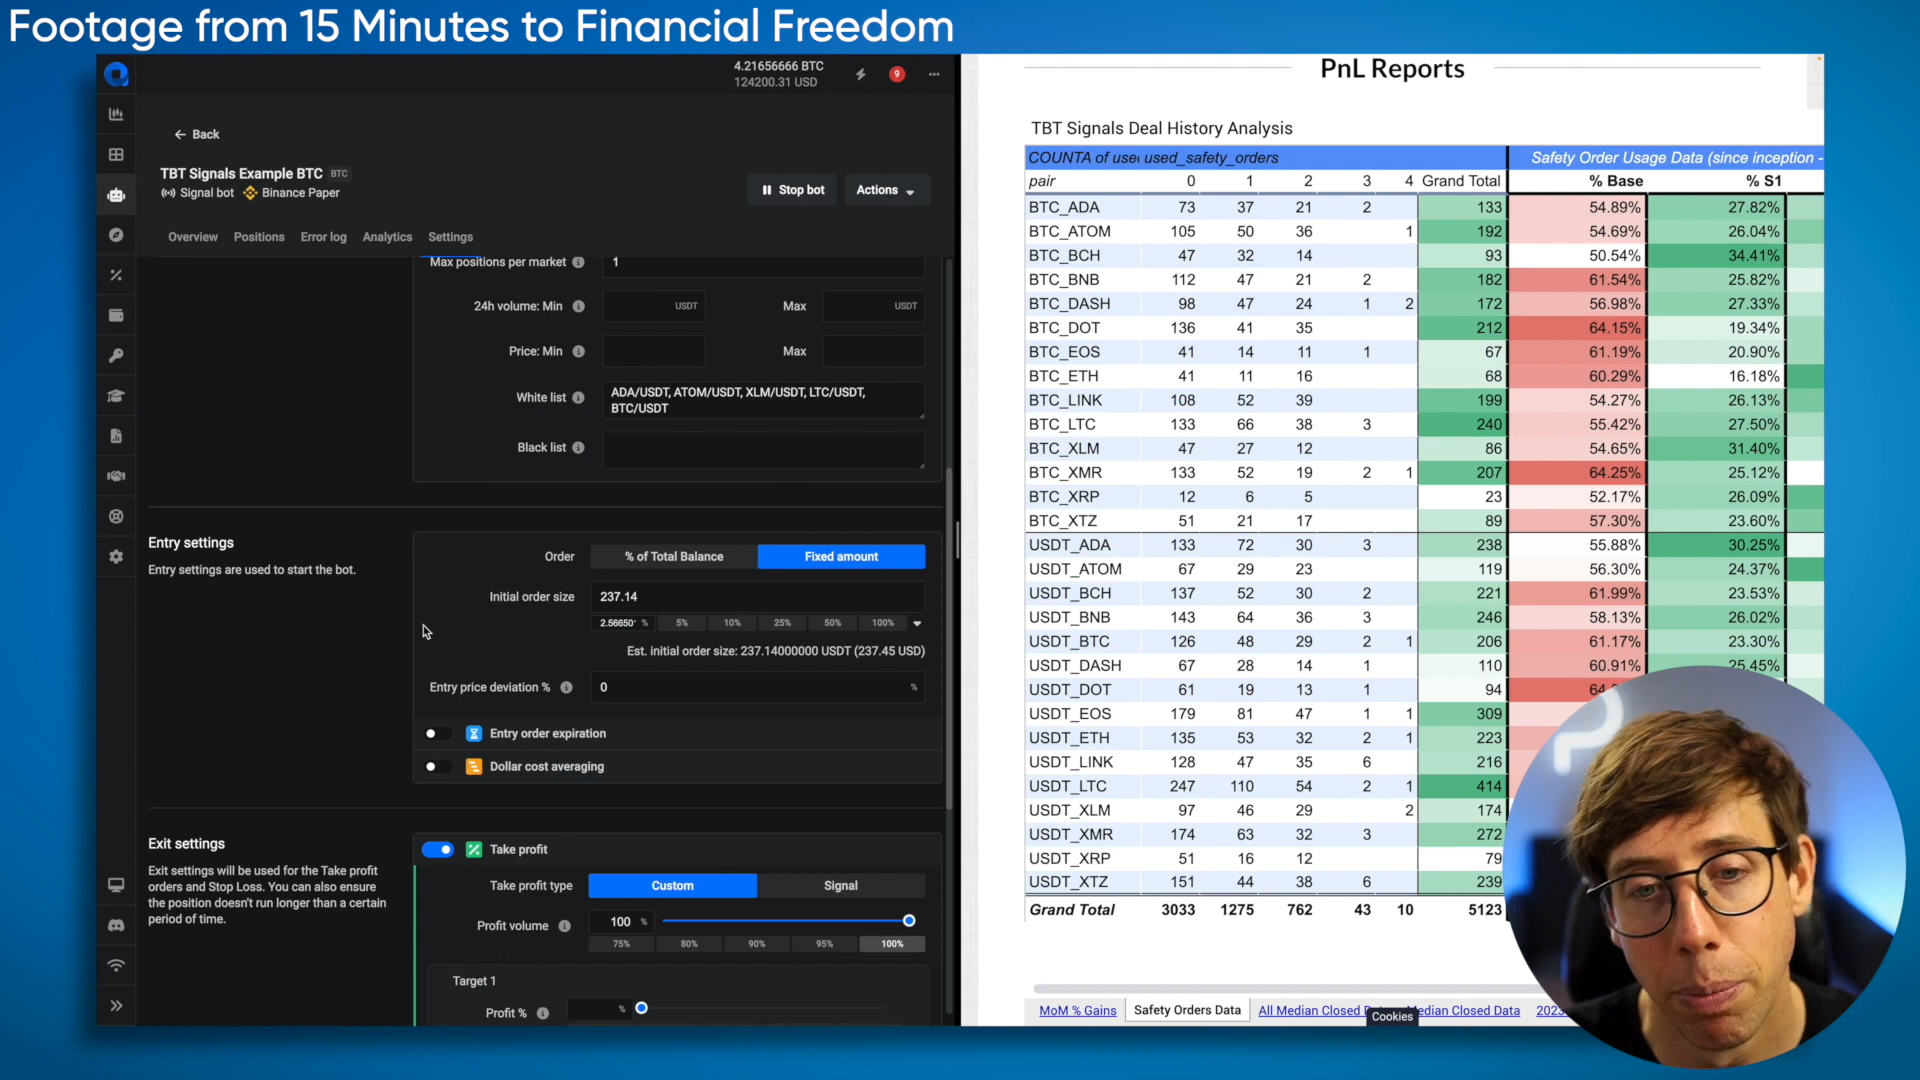 Footage from 15 Minutes to Financial Freedom
4.21656666 BTC
124200.31 USD
9
Back
TBT Signals Example BTC BTC
Signal bot Binance Paper
Stop bot
Actions
Overview Positions Error log Analytics Settings
Max positions per market 1
24h volume: Min USDT Max USDT
Price: Min Max
White list ADA/USDT, ATOM/USDT, XLM/USDT, LTC/USDT,
BTC/USDT
Black list
Entry settings
Entry settings are used to start the bot.
Order % of Total Balance Fixed amount
Initial order size 237.14
2.56650 % 5% 10% 25% 50% 100%
Est. initial order size: 237.14000000 USDT (237.45 USD)
Entry price deviation % 0 %
Entry order expiration
Dollar cost averaging
Exit settings
Exit settings will be used for the Take profit
orders and Stop Loss. You can also ensure
the position doesn't run longer than a certain
period of time.
Take profit
Take profit type Custom Signal
Profit volume 100 %
75% 80% 90% 95% 100%
Target 1
Profit % %
PnL Reports
TBT Signals Deal History Analysis
COUNTA of use used_safety_orders Safety Order Usage Data (since inception -
pair 0 1 2 3 4 Grand Total % Base % S1
BTC_ADA 73 37 21 2 133 54.89% 27.82%
BTC_ATOM 105 50 36 1 192 54.69% 26.04%
BTC_BCH 47 32 14 93 50.54% 34.41%
BTC_BNB 112 47 21 2 182 61.54% 25.82%
BTC_DASH 98 47 24 1 2 172 56.98% 27.33%
BTC_DOT 136 41 35 212 64.15% 19.34%
BTC_EOS 41 14 11 1 67 61.19% 20.90%
BTC_ETH 41 11 16 68 60.29% 16.18%
BTC_LINK 108 52 39 199 54.27% 26.13%
BTC_LTC 133 66 38 3 240 55.42% 27.50%
BTC_XLM 47 27 12 86 54.65% 31.40%
BTC_XMR 133 52 19 2 1 207 64.25% 25.12%
BTC_XRP 12 6 5 23 52.17% 26.09%
BTC_XTZ 51 21 17 89 57.30% 23.60%
USDT_ADA 133 72 30 3 238 55.88% 30.25%
USDT_ATOM 67 29 23 119 56.30% 24.37%
USDT_BCH 137 52 30 2 221 61.99% 23.53%
USDT_BNB 143 64 36 3 246 58.13% 26.02%
USDT_BTC 126 48 29 2 1 206 61.17% 23.30%
USDT_DASH 67 28 14 1 110 60.91% 25.45%
USDT_DOT 61 19 13 1 94 64.
USDT_EOS 179 81 47 1 1 309
USDT_ETH 135 53 32 2 1 223
USDT_LINK 128 47 35 6 216
USDT_LTC 247 110 54 2 1 414
USDT_XLM 97 46 29 2 174
USDT_XMR 174 63 32 3 272
USDT_XRP 51 16 12 79
USDT_XTZ 151 44 38 6 239
Grand Total 3033 1275 762 43 10 5123
MoM % Gains Safety Orders Data All Median Closed edian Closed Data 2023
Cookies